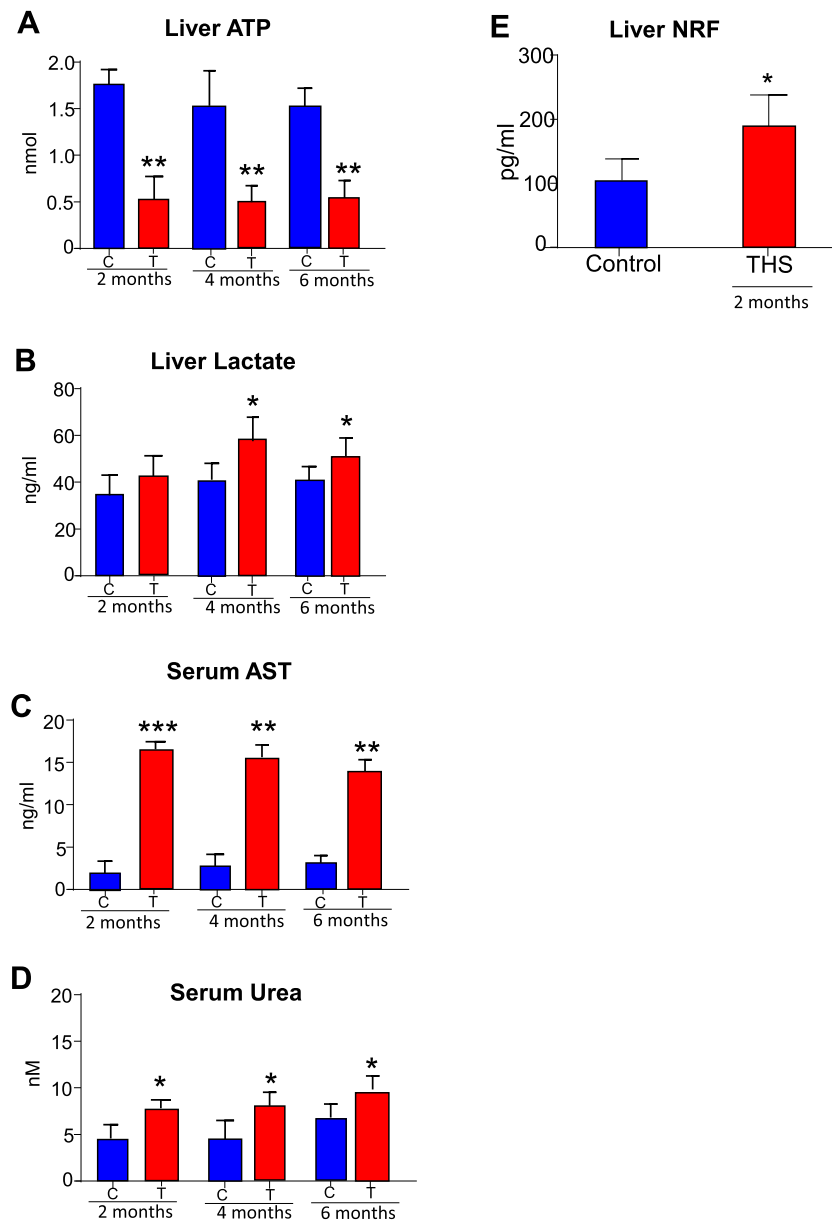 A
Liver ATP
nmol
2.0
1.5
1.0
0.5
0
**
**
**
C T C T C T
2 months 4 months 6 months
B
Liver Lactate
ng/ml
80
60
40
20
0
*
*
C T C T C T
2 months 4 months 6 months
C
Serum AST
ng/ml
20
15
10
5
0
***
**
**
C T C T C T
2 months 4 months 6 months
D
Serum Urea
nM
20
15
10
5
0
*
*
*
C T C T C T
2 months 4 months 6 months
E
Liver NRF
pg/ml
300
200
100
0
*
Control THS
2 months